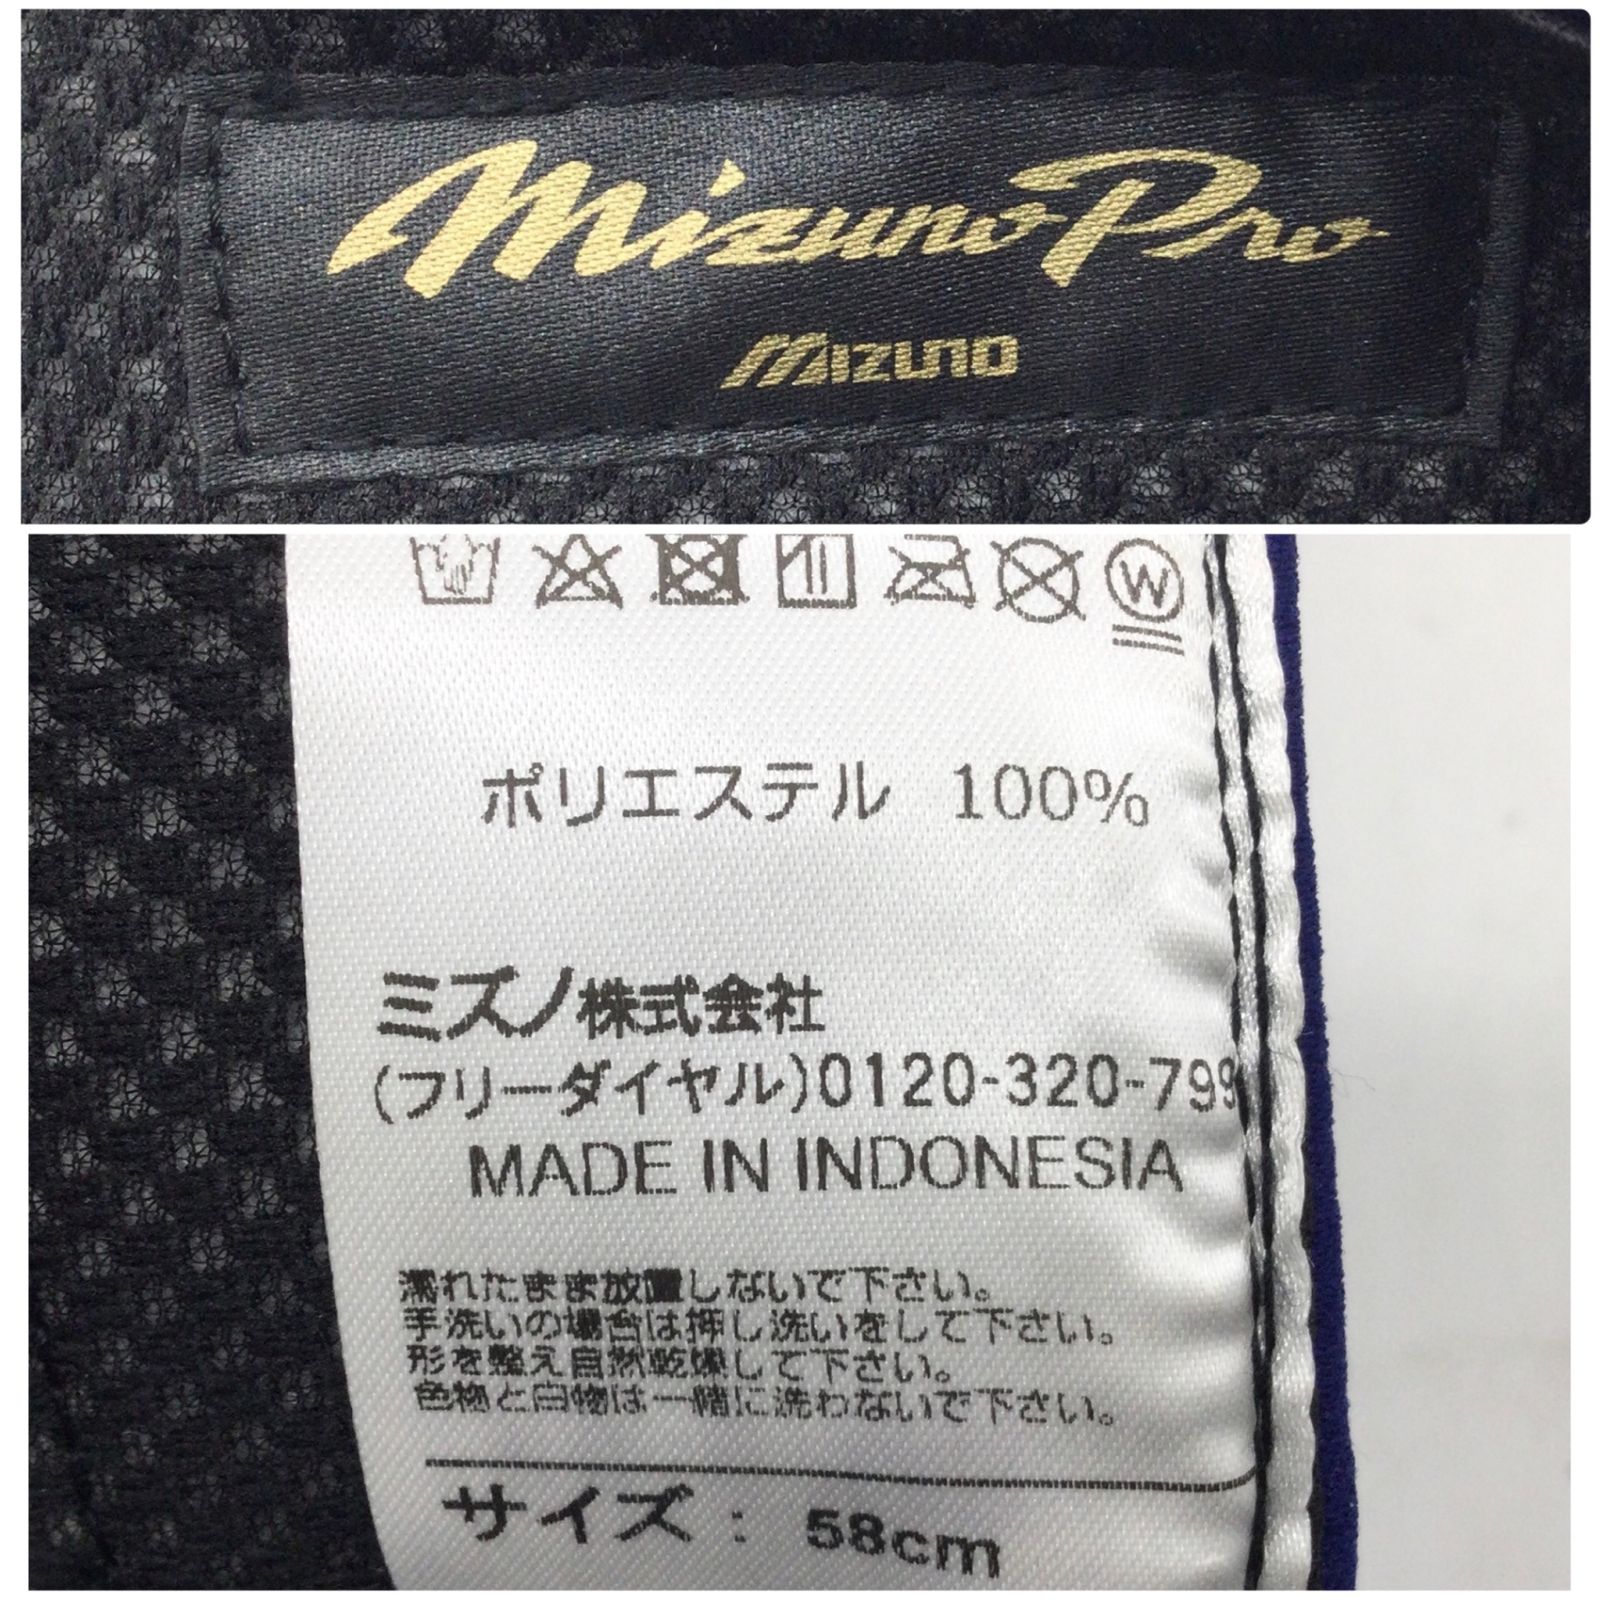 Mizuno Pro
MIZUNO
W
ポリエステル 100%
ミズノ株式会社
(フリーダイヤル)0120-320-799
MADE IN INDONESIA
濡れたまま放置しないで下さい。
手洗いの場合は押し洗いをして下さい。
形を整え自然乾燥して下さい。
色物と白物は一緒に洗わないで下さい。
サイズ : 58cm